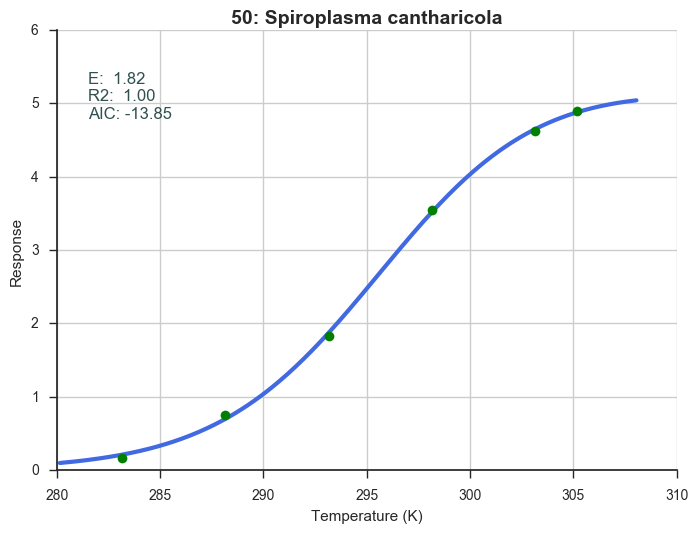 50: Spiroplasma cantharicola
E:  1.82
R2:  1.00
AIC: -13.85
Response
6
5
4
3
2
1
0
280 285 290 295 300 305 310
Temperature (K)